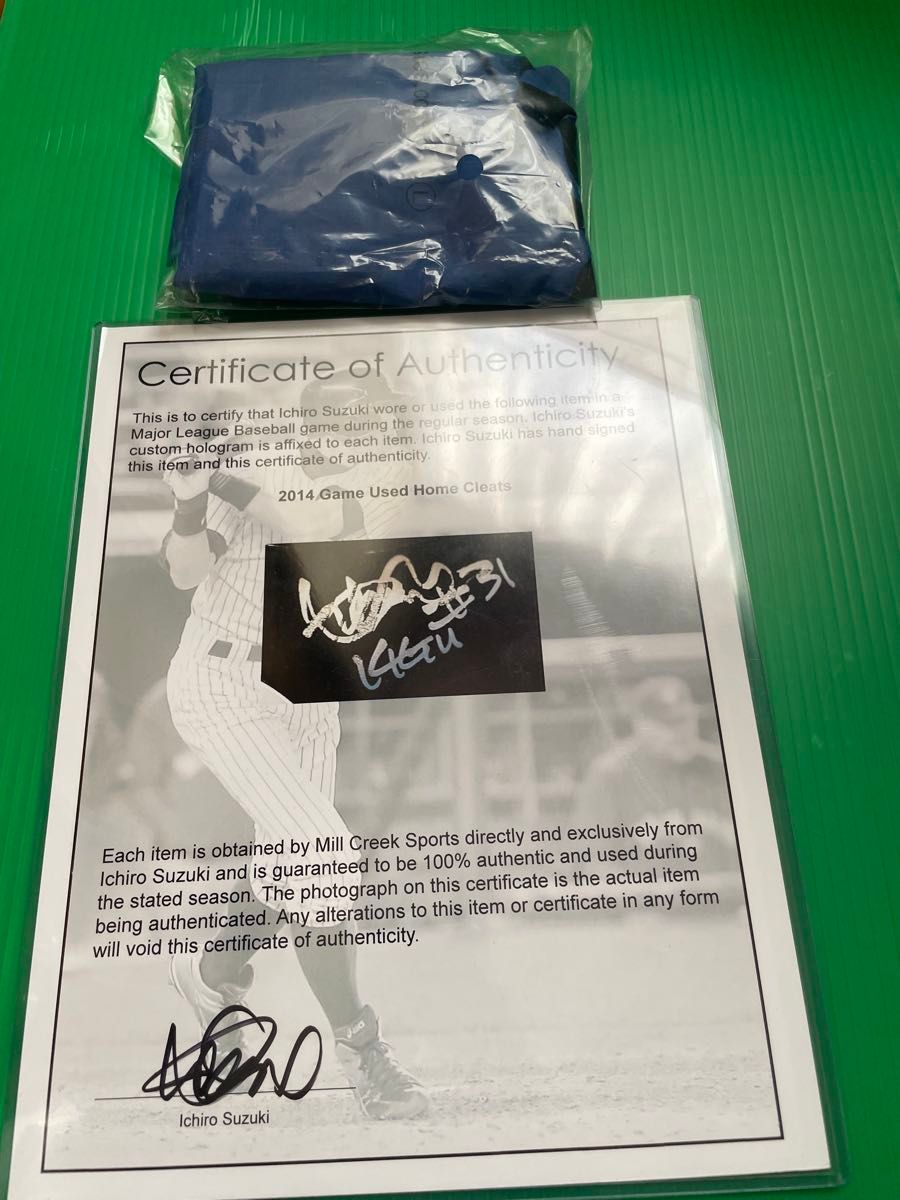 Certificate of Authenticity
This is to certify that Ichiro Suzuki wore or used the following item in a
Major League Baseball game during the regular season. Ichiro Suzuki's
custom hologram is affixed to each item. Ichiro Suzuki has hand signed
this item and this certificate of authenticity.
2014 Game Used Home Cleats
#31
Each item is obtained by Mill Creek Sports directly and exclusively from
Ichiro Suzuki and is guaranteed to be 100% authentic and used during
the stated season. The photograph on this certificate is the actual item
being authenticated. Any alterations to this item or certificate in any form
will void this certificate of authenticity.
Ichiro Suzuki